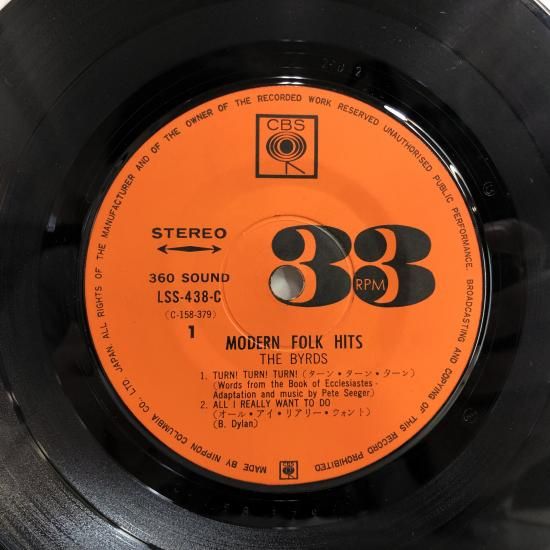 MADE BY NIPPON COLUMBIA CO. LTD. JAPAN ALL RIGHTS OF THE MANUFACTURER AND OF THE OWNER OF THE RECORDED WORK RESERVED UNAUTHORISED PUBLIC PERFORMANCE, BROADCASTING AND COPYING OF THIS RECORD PROHIBITED
CBS
STEREO
33
RPM
360 SOUND
LSS-438-C
(C-158-379)
1
MODERN FOLK HITS
THE BYRDS
1. TURN! TURN! TURN! (ターン・ターン・ターン)
(Words from the Book of Ecclesiastes -
Adaptation and music by Pete Seeger)
2. ALL I REALLY WANT TO DO
(オール・アイ・リアリー・ウォント)
(B. Dylan)
CBS